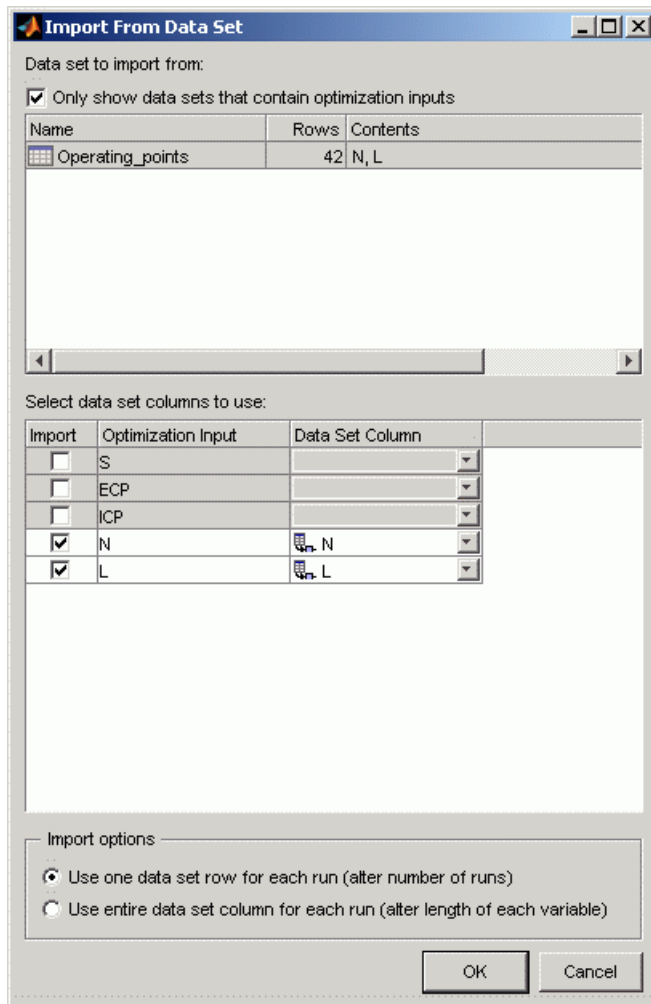 Import From Data Set
Data set to import from:
Only show data sets that contain optimization inputs
Name Rows Contents
Operating_points 42 N, L
Select data set columns to use:
Import Optimization Input Data Set Column
S
ECP
ICP
N N
L L
Import options
Use one data set row for each run (alter number of runs)
Use entire data set column for each run (alter length of each variable)
OK Cancel